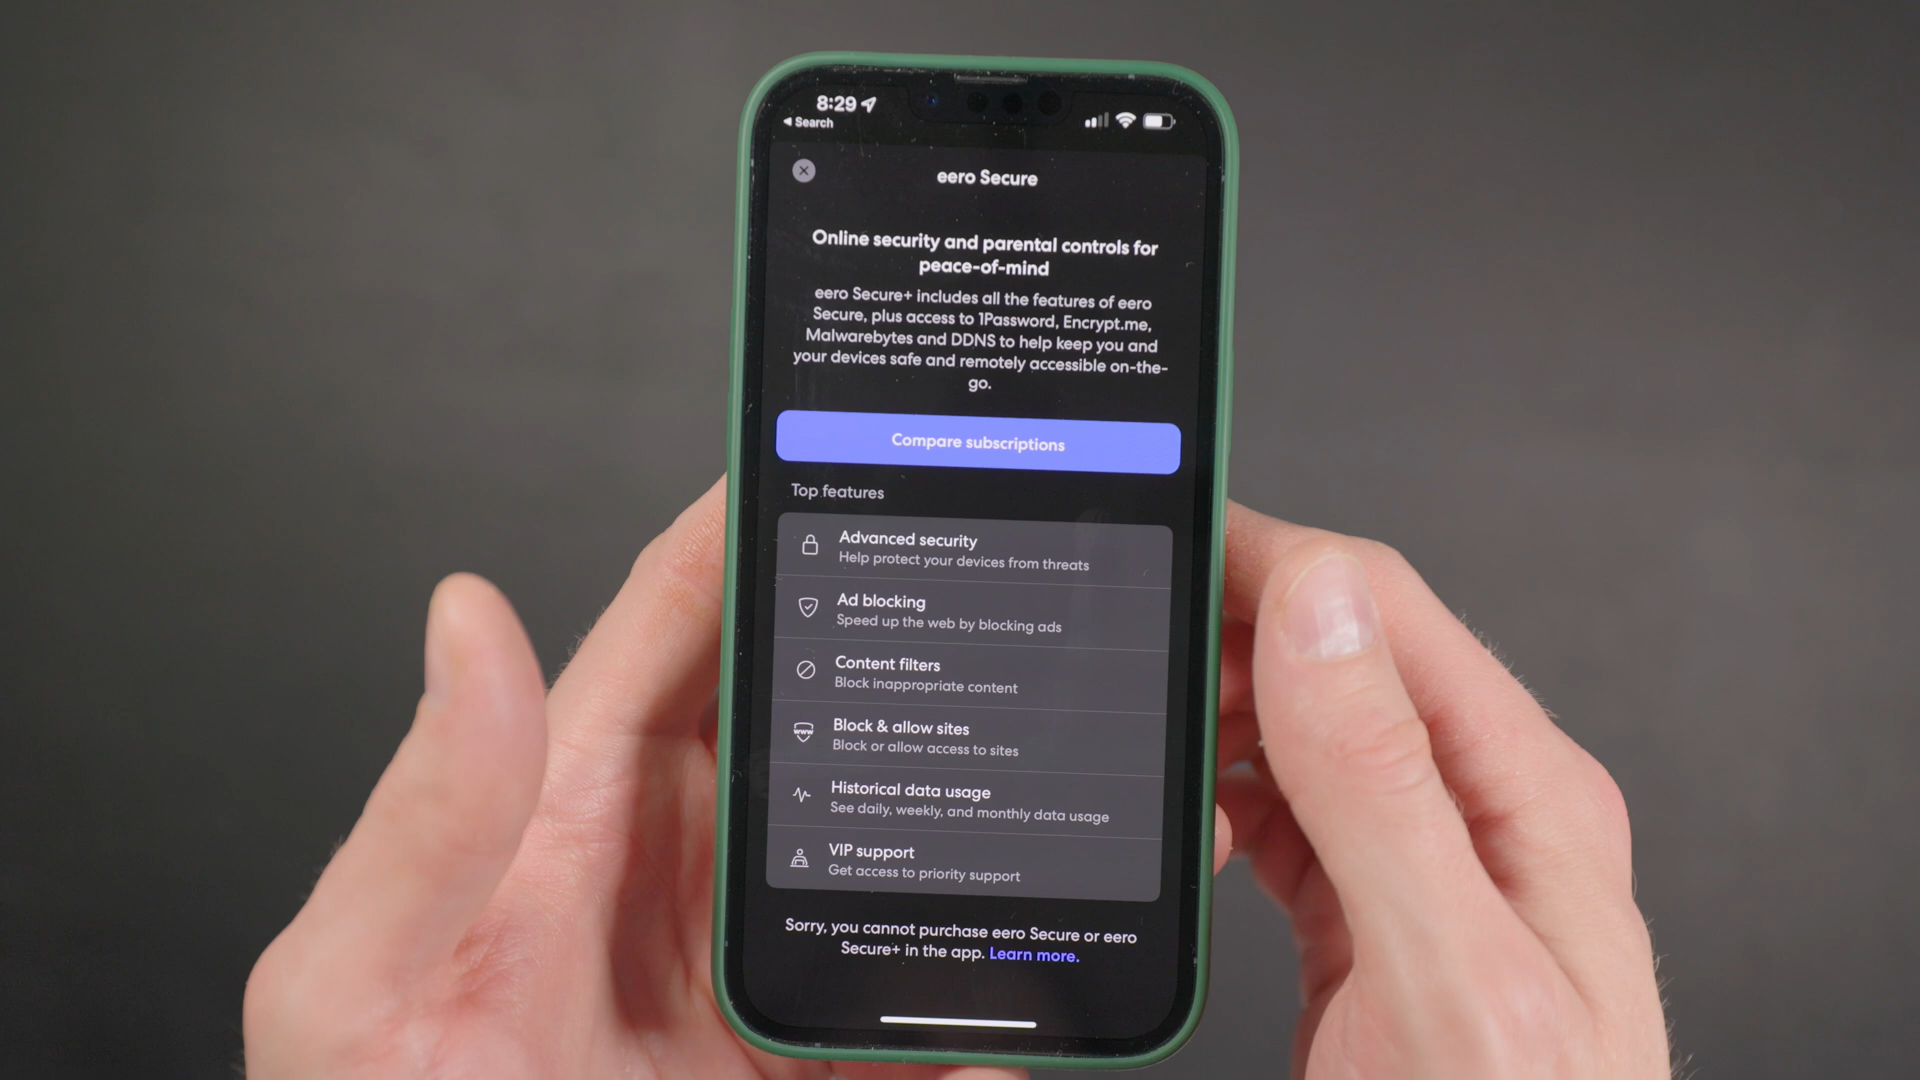 8:29
Search
eero Secure
Online security and parental controls for
peace-of-mind
eero Secure+ includes all the features of eero
Secure, plus access to 1Password, Encrypt.me,
Malwarebytes and DDNS to help keep you and
your devices safe and remotely accessible on-the-
go.
Compare subscriptions
Top features
Advanced security
Help protect your devices from threats
Ad blocking
Speed up the web by blocking ads
Content filters
Block inappropriate content
www
Block & allow sites
Block or allow access to sites
Historical data usage
See daily, weekly, and monthly data usage
VIP support
Get access to priority support
Sorry, you cannot purchase eero Secure or eero
Secure+ in the app. Learn more.